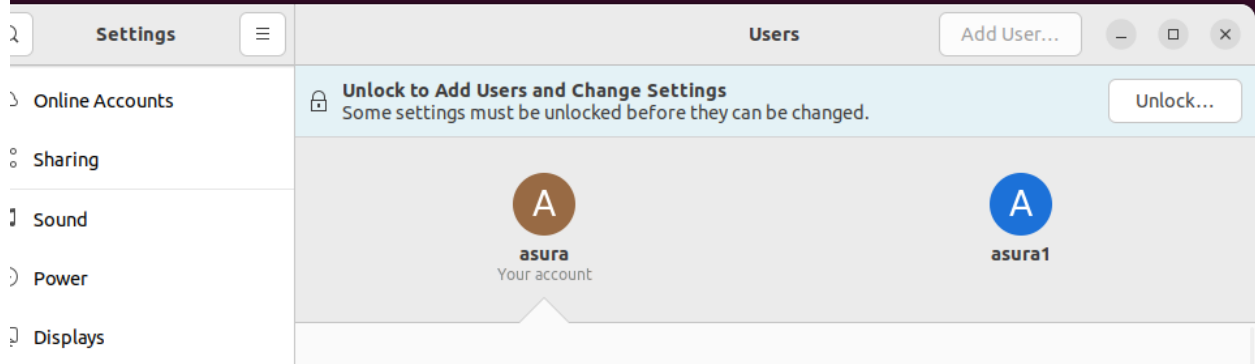 Settings
Users
Add User...
Online Accounts
Sharing
Sound
Power
Displays
Unlock to Add Users and Change Settings
Some settings must be unlocked before they can be changed.
Unlock...
A
asura
Your account
A
asura1